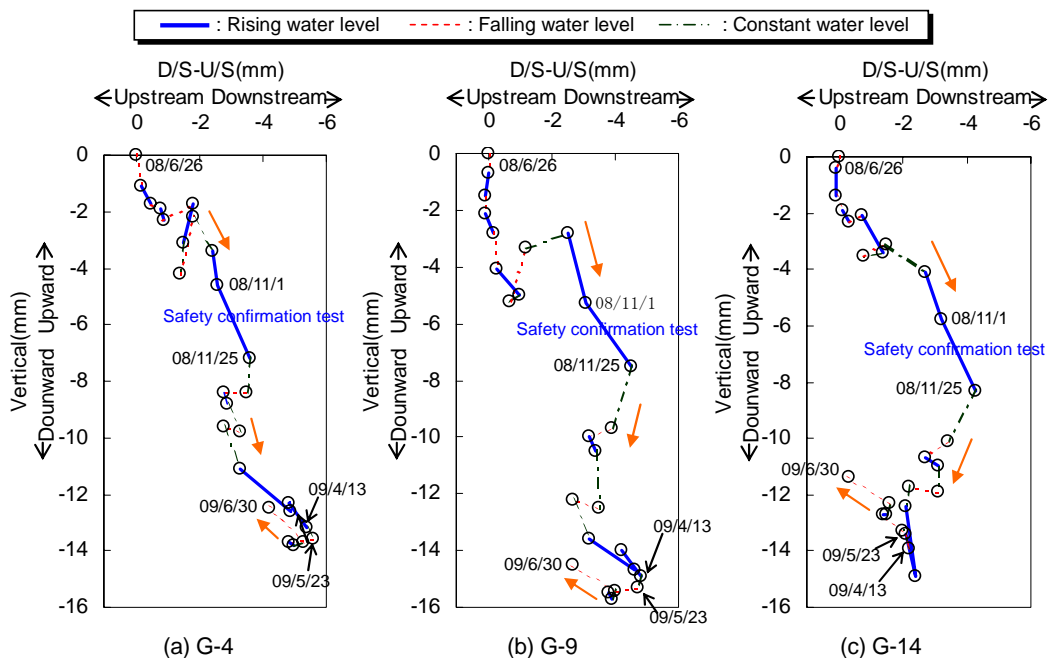 : Rising water level : Falling water level : Constant water level
D/S-U/S(mm)
Upstream Downstream
0 -2 -4 -6
0
-2
-4
-6
-8
-10
-12
-14
-16
Vertical(mm)
Dounward Upward
08/6/26
08/11/1
Safety confirmation test
08/11/25
09/6/30
09/4/13
09/5/23
(a) G-4
D/S-U/S(mm)
Upstream Downstream
0 -2 -4 -6
0
-2
-4
-6
-8
-10
-12
-14
-16
Vertical(mm)
Dounward Upward
08/6/26
08/11/1
Safety confirmation test
08/11/25
09/4/13
09/6/30
09/5/23
(b) G-9
D/S-U/S(mm)
Upstream Downstream
0 -2 -4 -6
0
-2
-4
-6
-8
-10
-12
-14
-16
Vertical(mm)
Dounward Upward
08/6/26
08/11/1
Safety confirmation test
08/11/25
09/6/30
09/5/23
09/4/13
(c) G-14